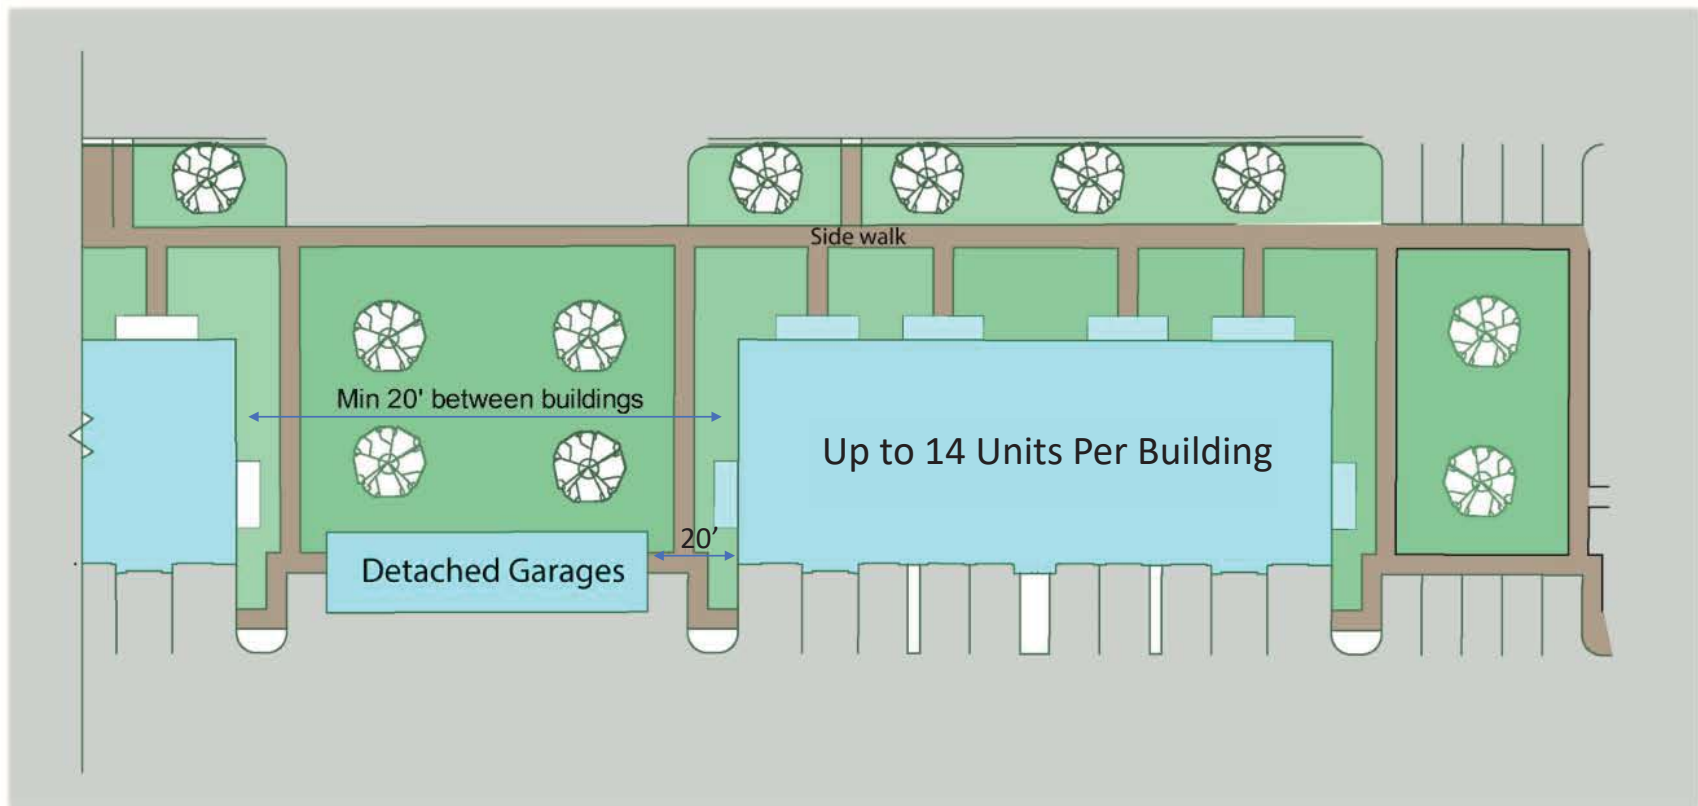 Side walk
Min 20' between buildings
Up to 14 Units Per Building
20’
Detached Garages